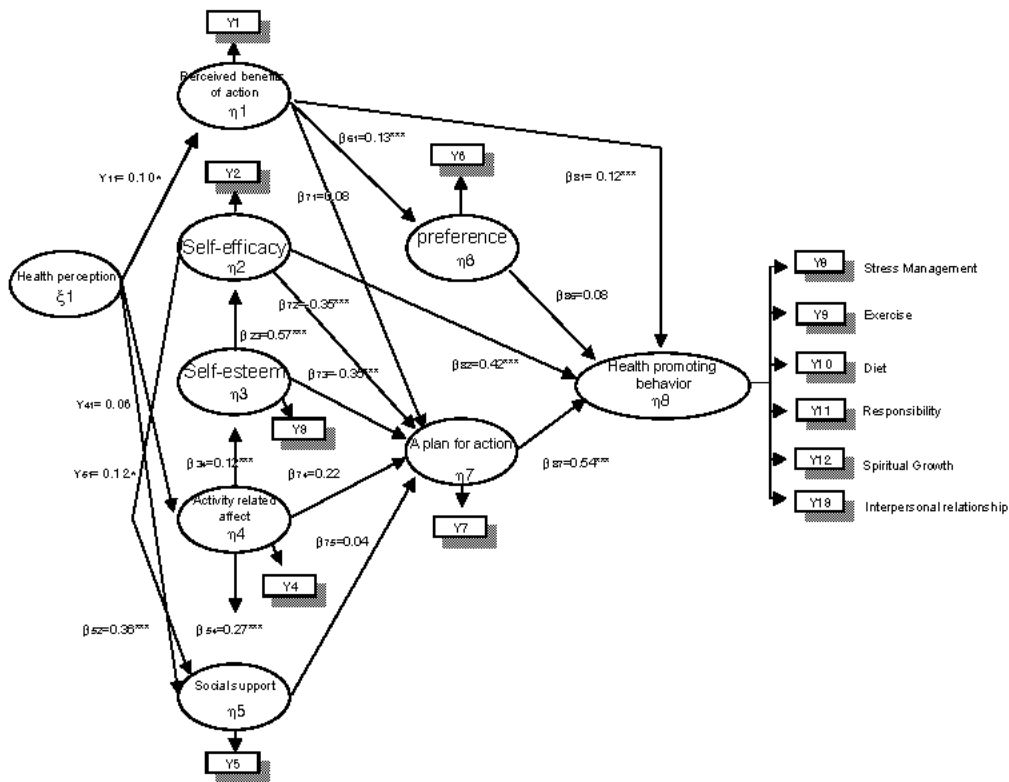 Y1
Perceived benefits
of action
η1
β61=0.13***
Y6
Y11= 0.10*
Y2
β71=0.08
β81= 0.12***
Self-efficacy
η2
preference
η6
Health perception
ξ1
Y8
Stress Management
β86=0.08
β72=-0.35***
Y9
Exercise
β23=0.57***
β82=0.42***
Self-esteem
η3
β73=-0.35***
Health promoting
behavior
η8
Y10
Diet
Y41=0.06
Y9
Y11
Responsibility
A plan for action
η7
β87=0.54***
Y51=0.12*
β34=0.12***
β74=0.22
Y12
Spiritual Growth
Activity related
affect
η4
Y13
Interpersonal relationship
Y7
β75=0.04
Y4
β52=0.36***
β54=0.27***
Social support
η5
Y5